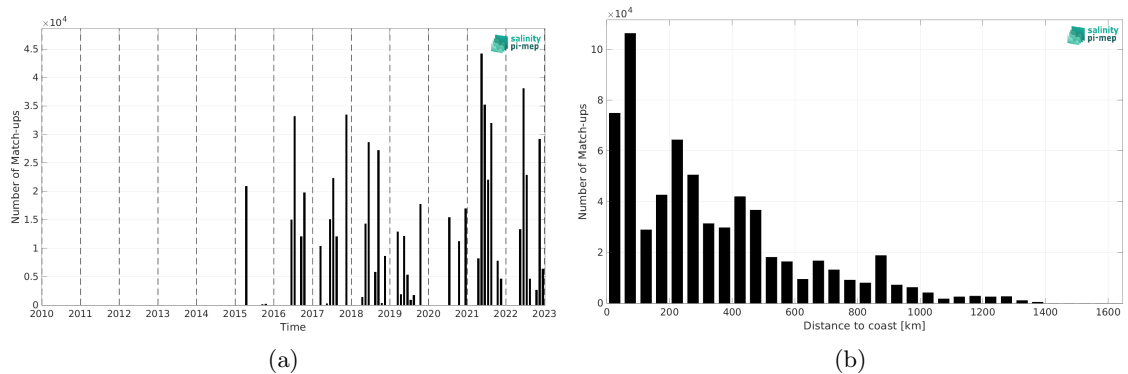 ×10⁴
4.5
4
3.5
3
2.5
2
1.5
1
0.5
0
Number of Match-ups
2010 2011 2012 2013 2014 2015 2016 2017 2018 2019 2020 2021 2022 2023
Time
salinity
pi-mep
(a)
×10⁴
10
8
6
4
2
0
Number of Match-ups
0 200 400 600 800 1000 1200 1400 1600
Distance to coast [km]
salinity
pi-mep
(b)